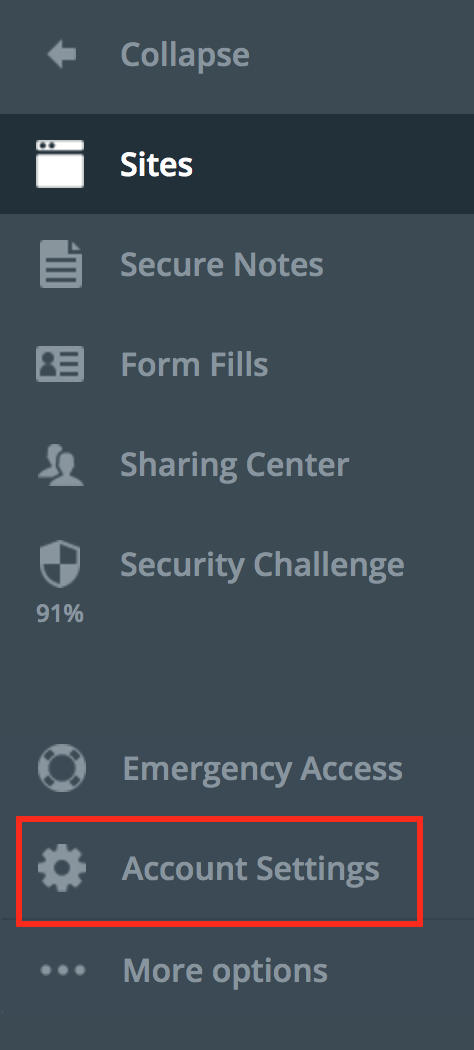 Collapse
Sites
Secure Notes
Form Fills
Sharing Center
Security Challenge
91%
Emergency Access
Account Settings
More options